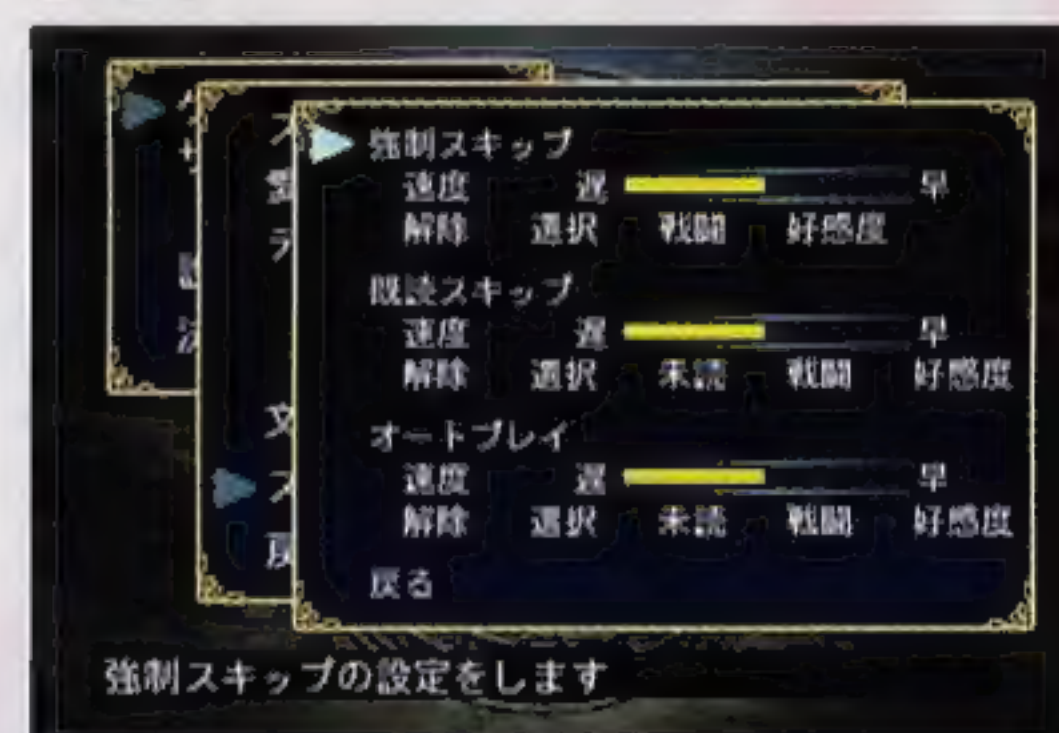 強制スキップ
速度 遅 早
解除 選択 戦闘 好感度
既読スキップ
速度 遅 早
解除 選択 未読 戦闘 好感度
オートプレイ
速度 遅 早
解除 選択 未読 戦闘 好感度
戻る
強制スキップの設定をします